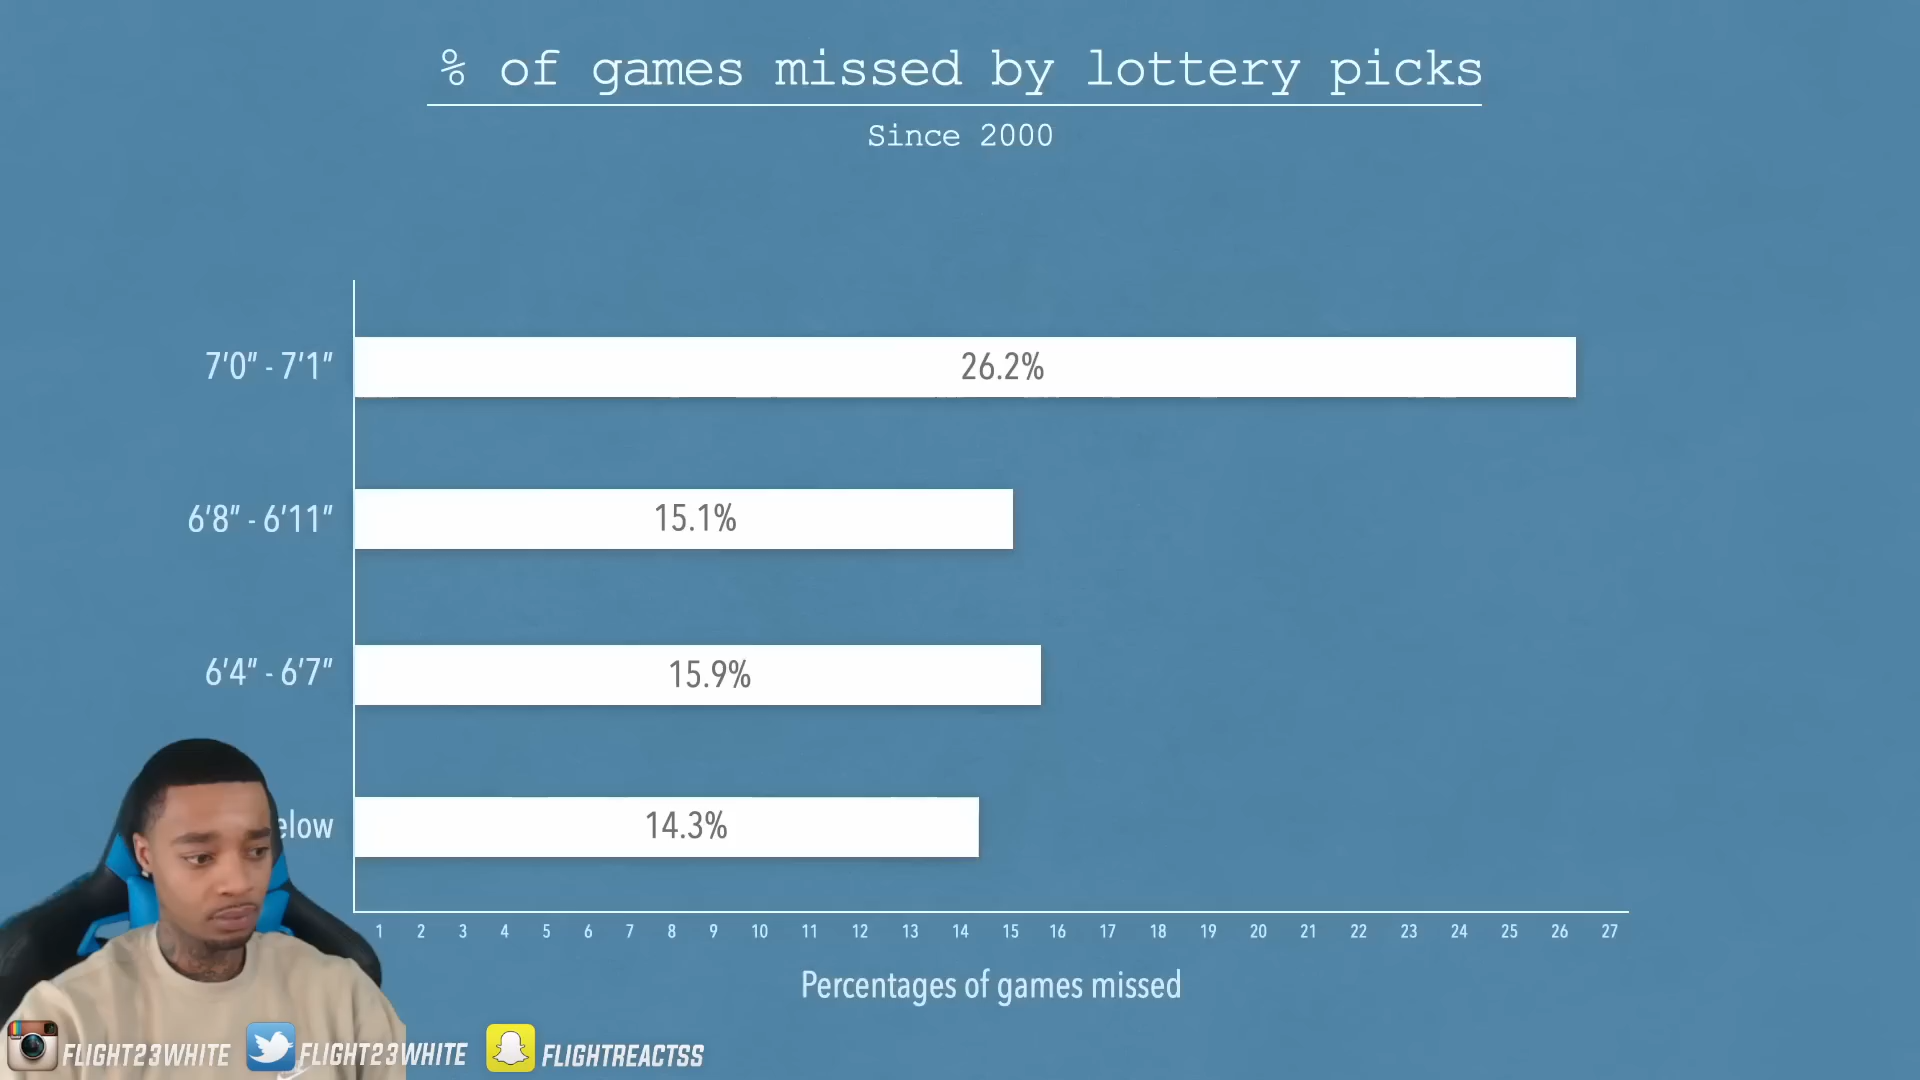 % of games missed by lottery picks
Since 2000
7'0" - 7'1"
26.2%
6'8" - 6'11"
15.1%
6'4" - 6'7"
15.9%
elow
14.3%
1 2 3 4 5 6 7 8 9 10 11 12 13 14 15 16 17 18 19 20 21 22 23 24 25 26 27
Percentages of games missed
FLIGHT23WHITE FLIGHT23WHITE FLIGHTREACTSS